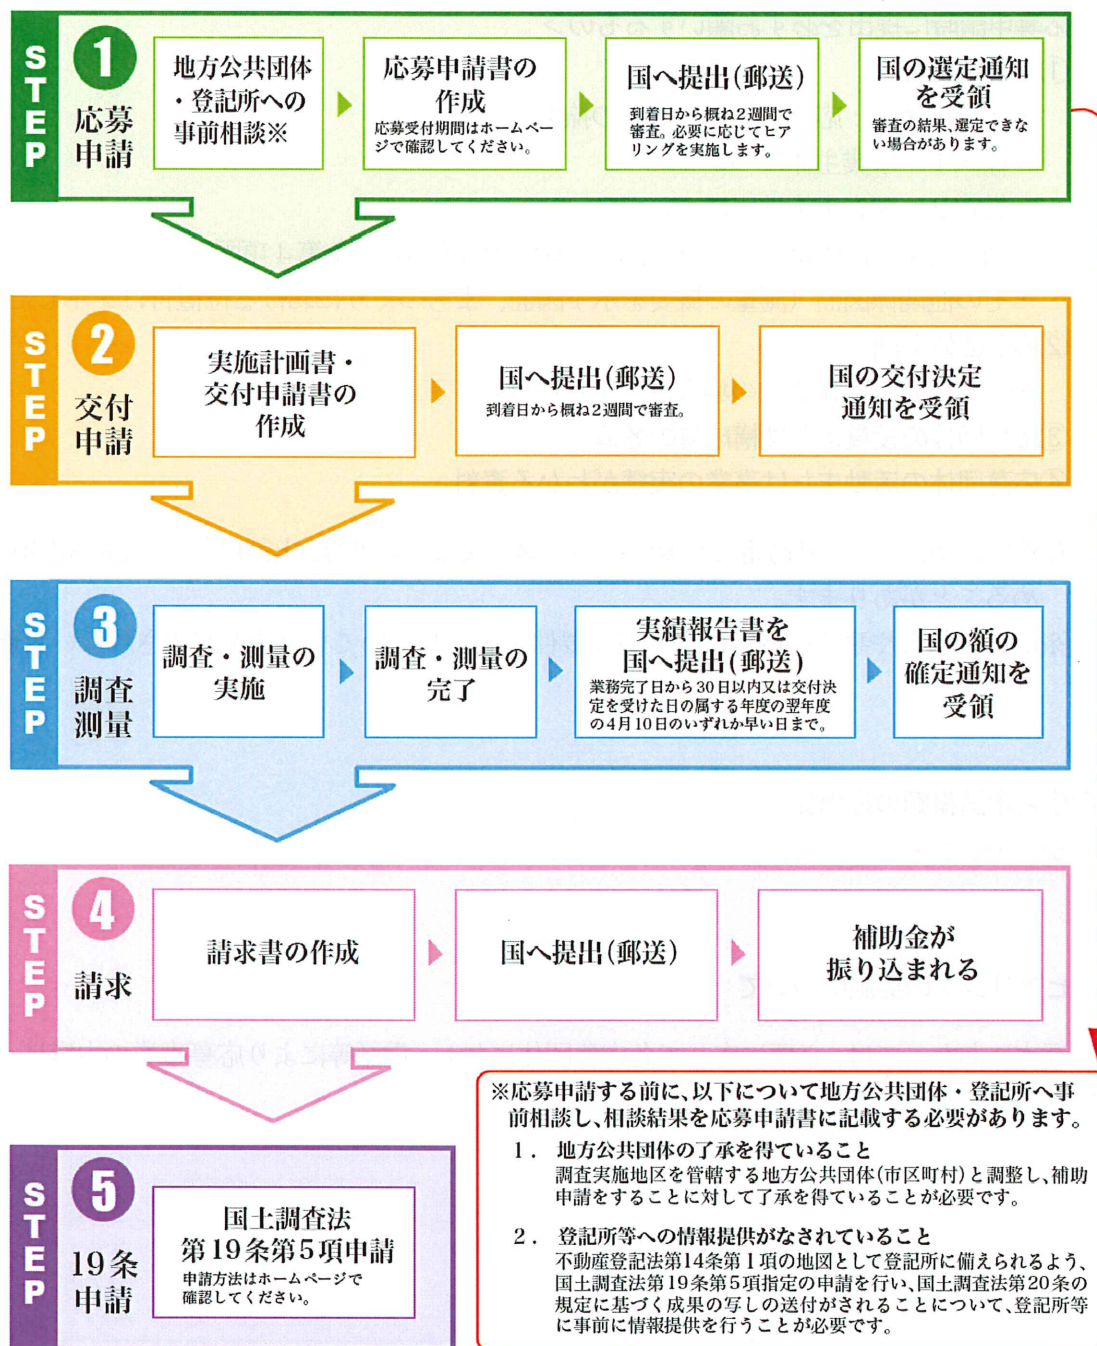 STEP
1
応募
申請
地方公共団体
・登記所への
事前相談※
応募申請書の
作成
応募受付期間はホームペー
ジで確認してください。
国へ提出(郵送)
到着日から概ね2週間で
審査。必要に応じてヒア
リングを実施します。
国の選定通知
を受領
審査の結果、選定できな
い場合があります。
STEP
2
交付
申請
実施計画書・
交付申請書の
作成
国へ提出(郵送)
到着日から概ね2週間で審査。
国の交付決定
通知を受領
STEP
3
調査
測量
調査・測量の
実施
調査・測量の
完了
実績報告書を
国へ提出(郵送)
業務完了日から30日以内又は交付決
定を受けた日の属する年度の翌年度
の4月10日のいずれか早い日まで。
国の額の
確定通知を
受領
STEP
4
請求
請求書の作成
国へ提出(郵送)
補助金が
振り込まれる
STEP
5
19条
申請
国土調査法
第19条第5項申請
申請方法はホームページで
確認してください。
※応募申請する前に、以下について地方公共団体・登記所へ事
前相談し、相談結果を応募申請書に記載する必要があります。
1. 地方公共団体の了承を得ていること
調査実施地区を管轄する地方公共団体(市区町村)と調整し、補助
申請をすることに対して了承を得ていることが必要です。
2. 登記所等への情報提供がなされていること
不動産登記法第14条第1項の地図として登記所に備えられるよう、
国土調査法第19条第5項指定の申請を行い、国土調査法第20条の
規定に基づく成果の写しの送付がされることについて、登記所等
に事前に情報提供を行うことが必要です。